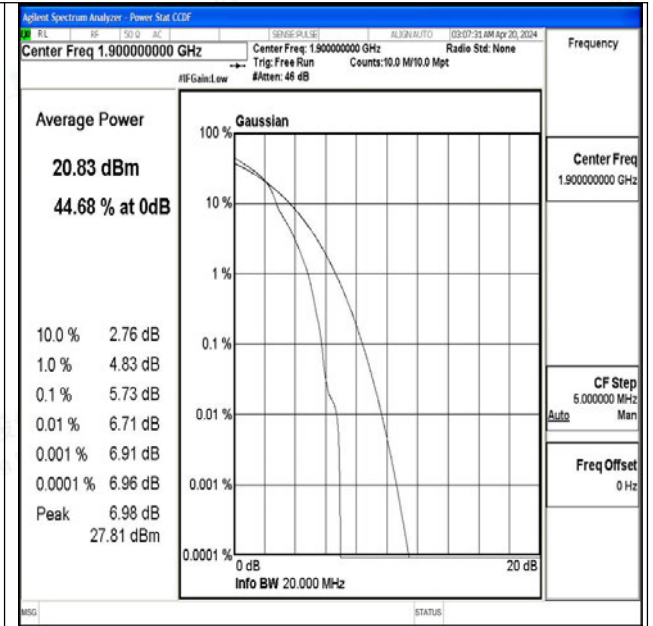 Agilent Spectrum Analyzer - Power Stat CCDF
RL RF 50 Ω AC SENSE:PULSE ALIGN AUTO 03:07:31 AM Apr 20, 2024
Center Freq 1.900000000 GHz
Center Freq: 1.900000000 GHz Radio Std: None
Trig: Free Run Counts:10.0 M/10.0 Mpt
#IFGain:Low #Atten: 46 dB
Frequency
Average Power
20.83 dBm
44.68 % at 0dB
10.0 % 2.76 dB
1.0 % 4.83 dB
0.1 % 5.73 dB
0.01 % 6.71 dB
0.001 % 6.91 dB
0.0001 % 6.96 dB
Peak 6.98 dB
27.81 dBm
Gaussian
100 %
10 %
1 %
0.1 %
0.01 %
0.001 %
0.0001 %
0 dB 20 dB
Info BW 20.000 MHz
Center Freq
1.900000000 GHz
CF Step
5.000000 MHz
Auto Man
Freq Offset
0 Hz
MSG STATUS